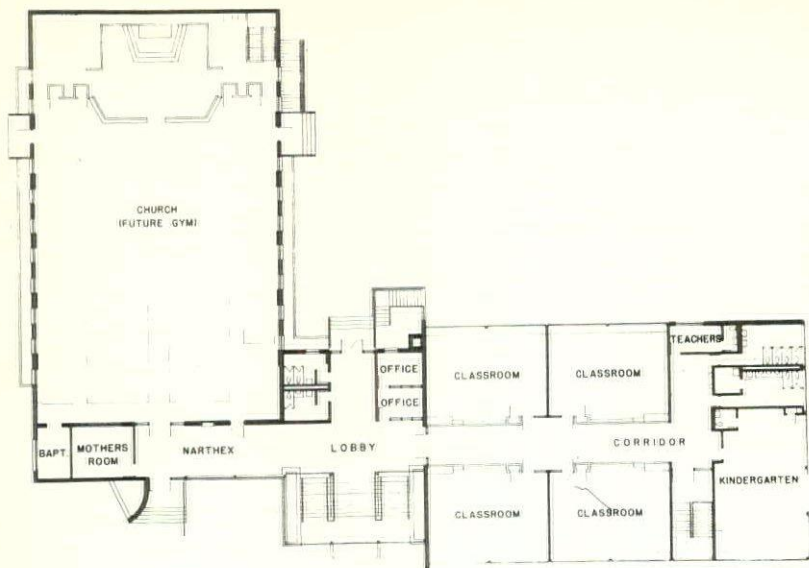 CHURCH
(FUTURE GYM)
TEACHERS
OFFICE
CLASSROOM
CLASSROOM
OFFICE
BAPT.
MOTHERS
ROOM
NARTHEX
LOBBY
CORRIDOR
KINDERGARTEN
CLASSROOM
CLASSROOM